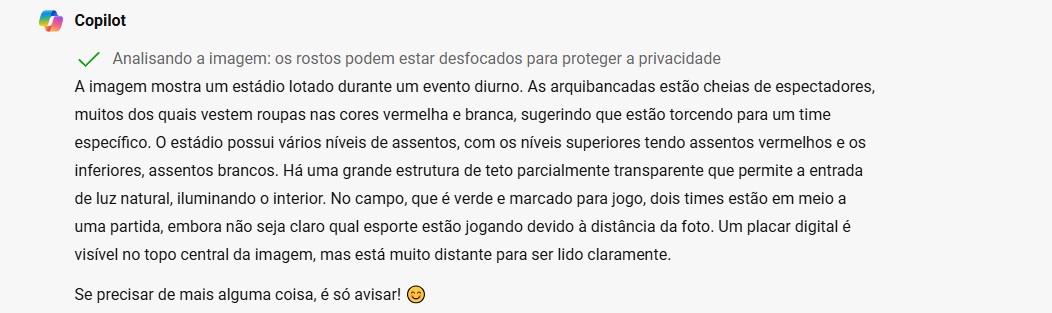 Copilot
Analisando a imagem: os rostos podem estar desfocados para proteger a privacidade
A imagem mostra um estádio lotado durante um evento diurno. As arquibancadas estão cheias de espectadores,
muitos dos quais vestem roupas nas cores vermelha e branca, sugerindo que estão torcendo para um time
específico. O estádio possui vários níveis de assentos, com os níveis superiores tendo assentos vermelhos e os
inferiores, assentos brancos. Há uma grande estrutura de teto parcialmente transparente que permite a entrada
de luz natural, iluminando o interior. No campo, que é verde e marcado para jogo, dois times estão em meio a
uma partida, embora não seja claro qual esporte estão jogando devido à distância da foto. Um placar digital é
visível no topo central da imagem, mas está muito distante para ser lido claramente.
Se precisar de mais alguma coisa, é só avisar! 😊